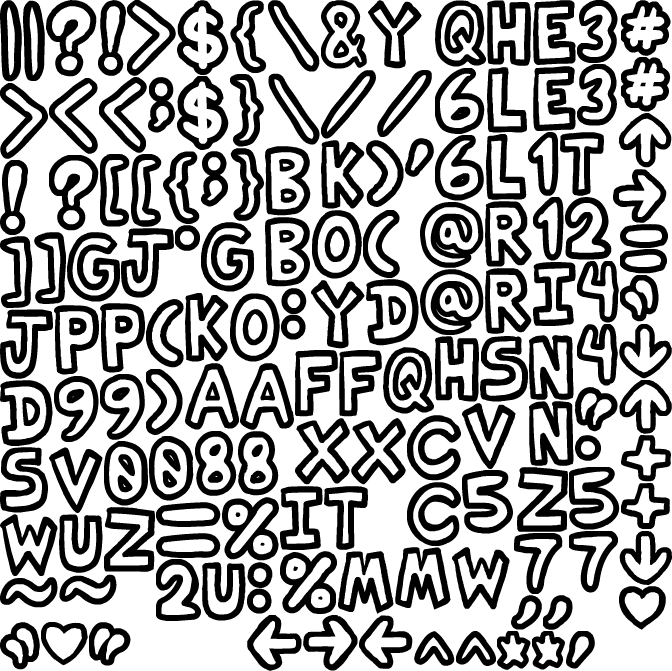 ||?!>${\&Y QHE3#
><<;$}\// 6LE3#
! ?[[{;}BK)’6L1T↑
]]GJ°G BO( @R12→=
JPP(KO:YD@RI4”
D99)AAFFQHSN4↓
SV0088 XXCVN:“↑
WUZ=%IT C5Z5++
~~ 2U:%MMWW77↓
”♡“ ←→←^^**,”♡